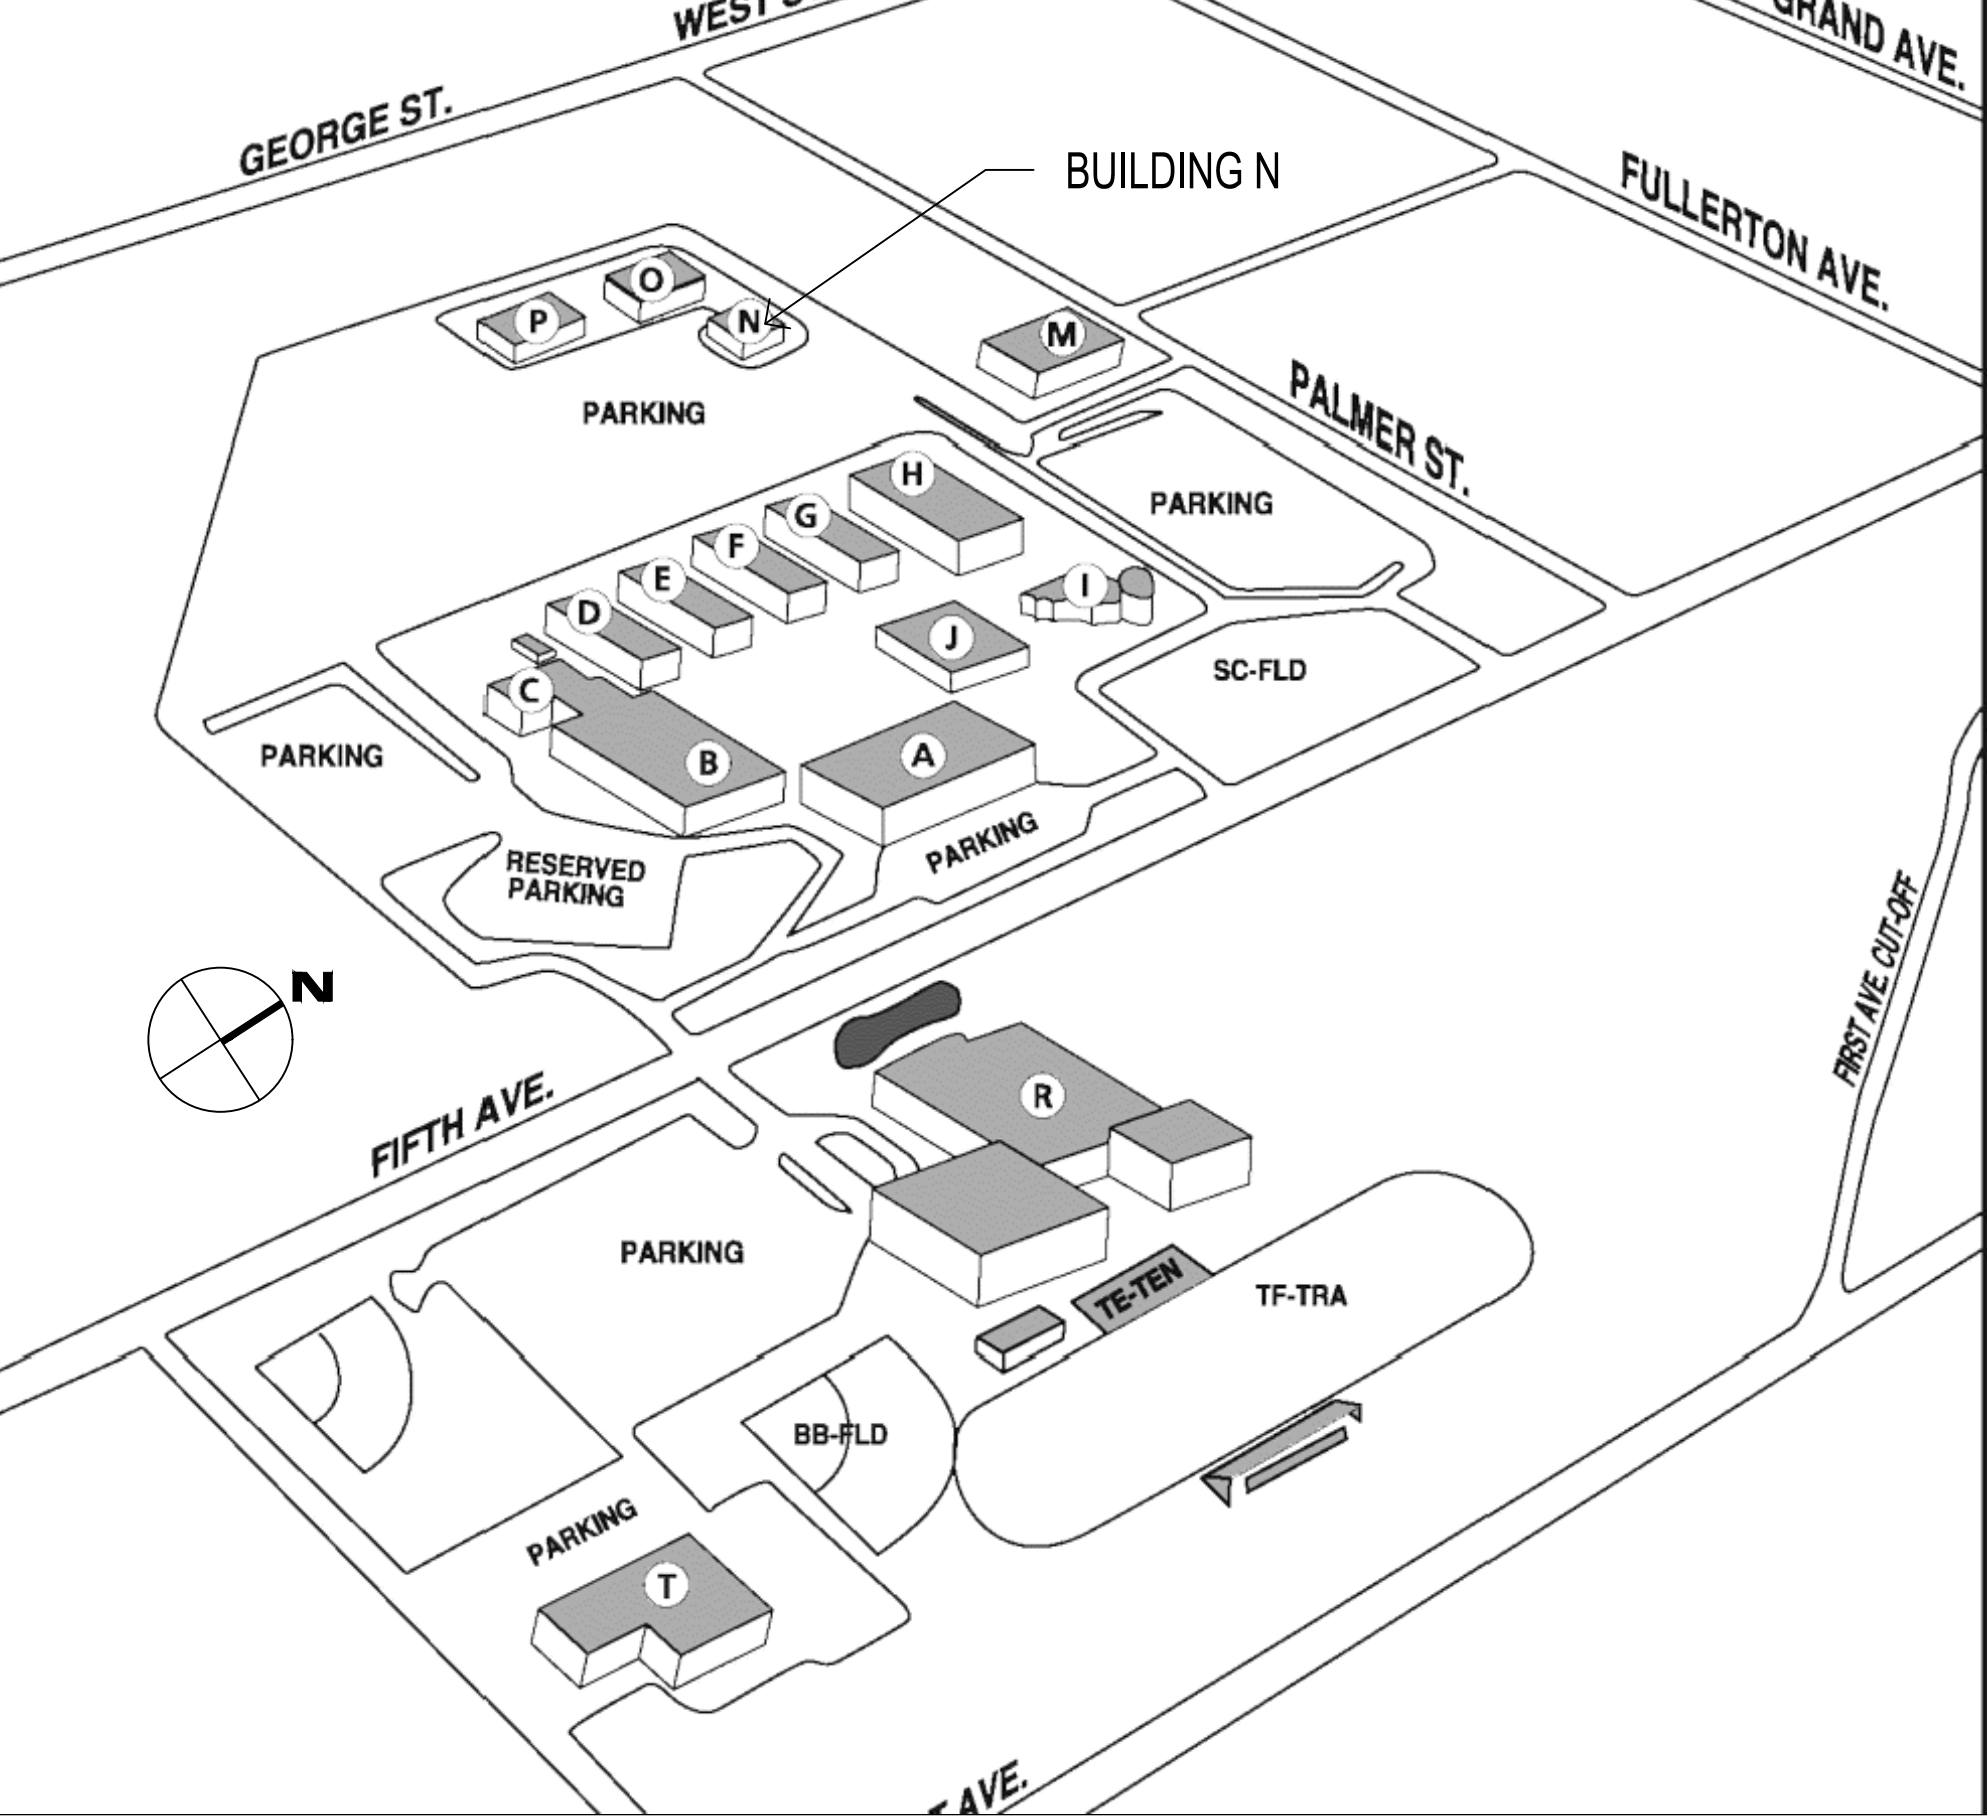 WEST
GRAND AVE.
GEORGE ST.
BUILDING N
FULLERTON AVE.
O
P
N
M
PALMER ST.
PARKING
H
PARKING
G
F
E
I
D
J
SC-FLD
C
PARKING
B
A
PARKING
RESERVED
PARKING
FIRST AVE. CUT-OFF
N
FIFTH AVE.
R
PARKING
TE-TEN
TF-TRA
BB-FLD
PARKING
T
AVE.